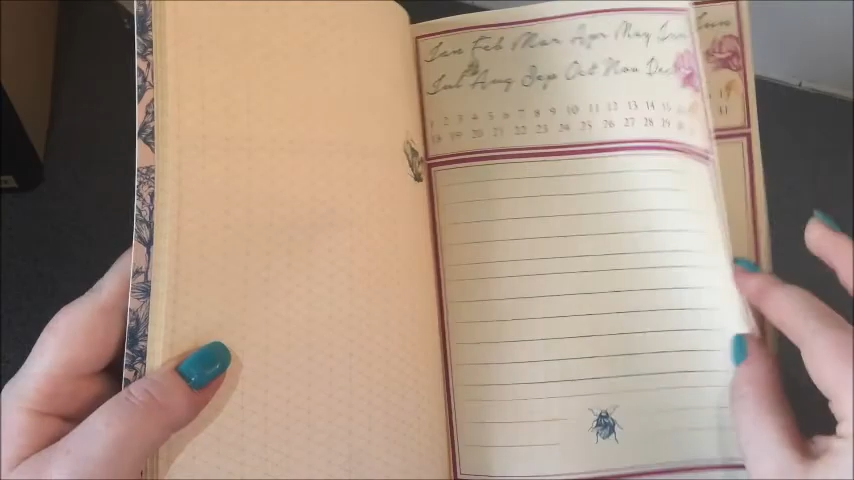 Jan Feb Mar Apr May Jun
Jul Aug Sep Oct Nov Dec
1 2 3 4 5 6 7 8 9 10 11 12 13 14 15
18 19 20 21 22 23 24 25 26 27 28 29